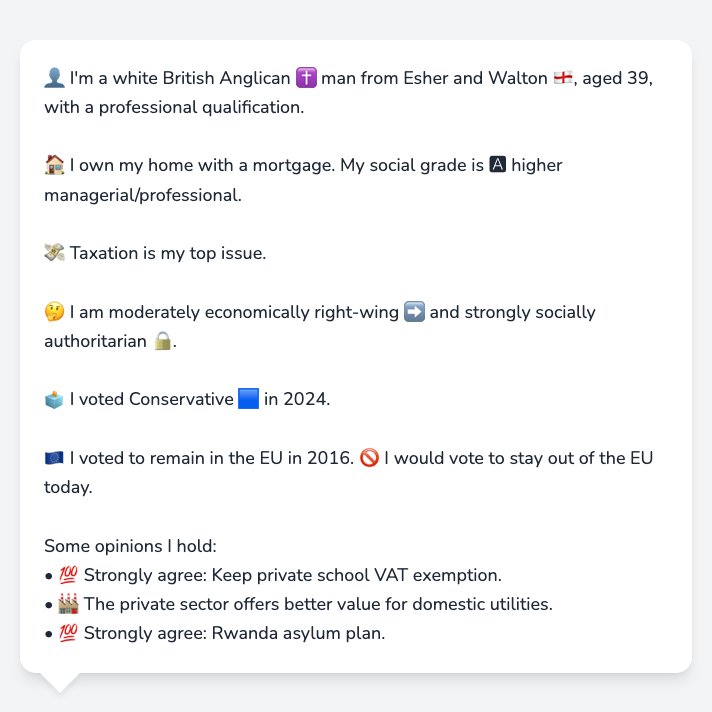 👤 I'm a white British Anglican ✝️ man from Esher and Walton 🏴󠁧󠁢󠁥󠁮󠁧󠁿, aged 39,
with a professional qualification.
🏠 I own my home with a mortgage. My social grade is 🅰 higher
managerial/professional.
💸 Taxation is my top issue.
🤔 I am moderately economically right-wing ➡️ and strongly socially
authoritarian 🔒.
🗳️ I voted Conservative 🟦 in 2024.
🇪🇺 I voted to remain in the EU in 2016. 🚫 I would vote to stay out of the EU
today.
Some opinions I hold:
• 💯 Strongly agree: Keep private school VAT exemption.
• 🏭 The private sector offers better value for domestic utilities.
• 💯 Strongly agree: Rwanda asylum plan.